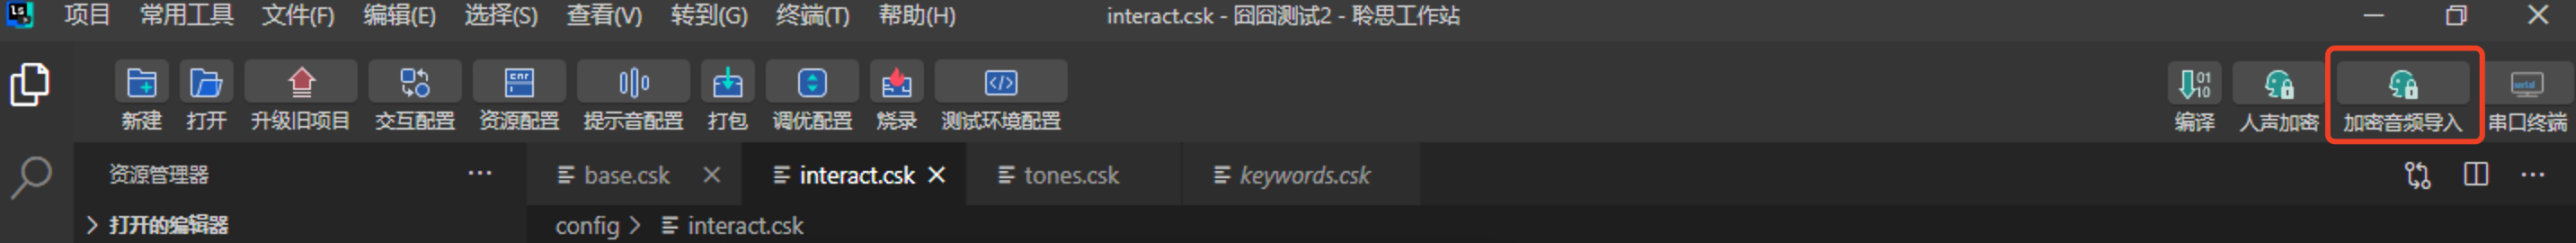 项目 常用工具 文件(F) 编辑(E) 选择(S) 查看(V) 转到(G) 终端(T) 帮助(H) interact.csk - 囧囧测试2 - 聆思工作站
新建 打开 升级旧项目 交互配置 资源配置 提示音配置 打包 调优配置 烧录 测试环境配置 编译 人声加密 加密音频导入 串口终端
资源管理器 ··· base.csk interact.csk tones.csk keywords.csk ···
打开的编辑器 config > interact.csk